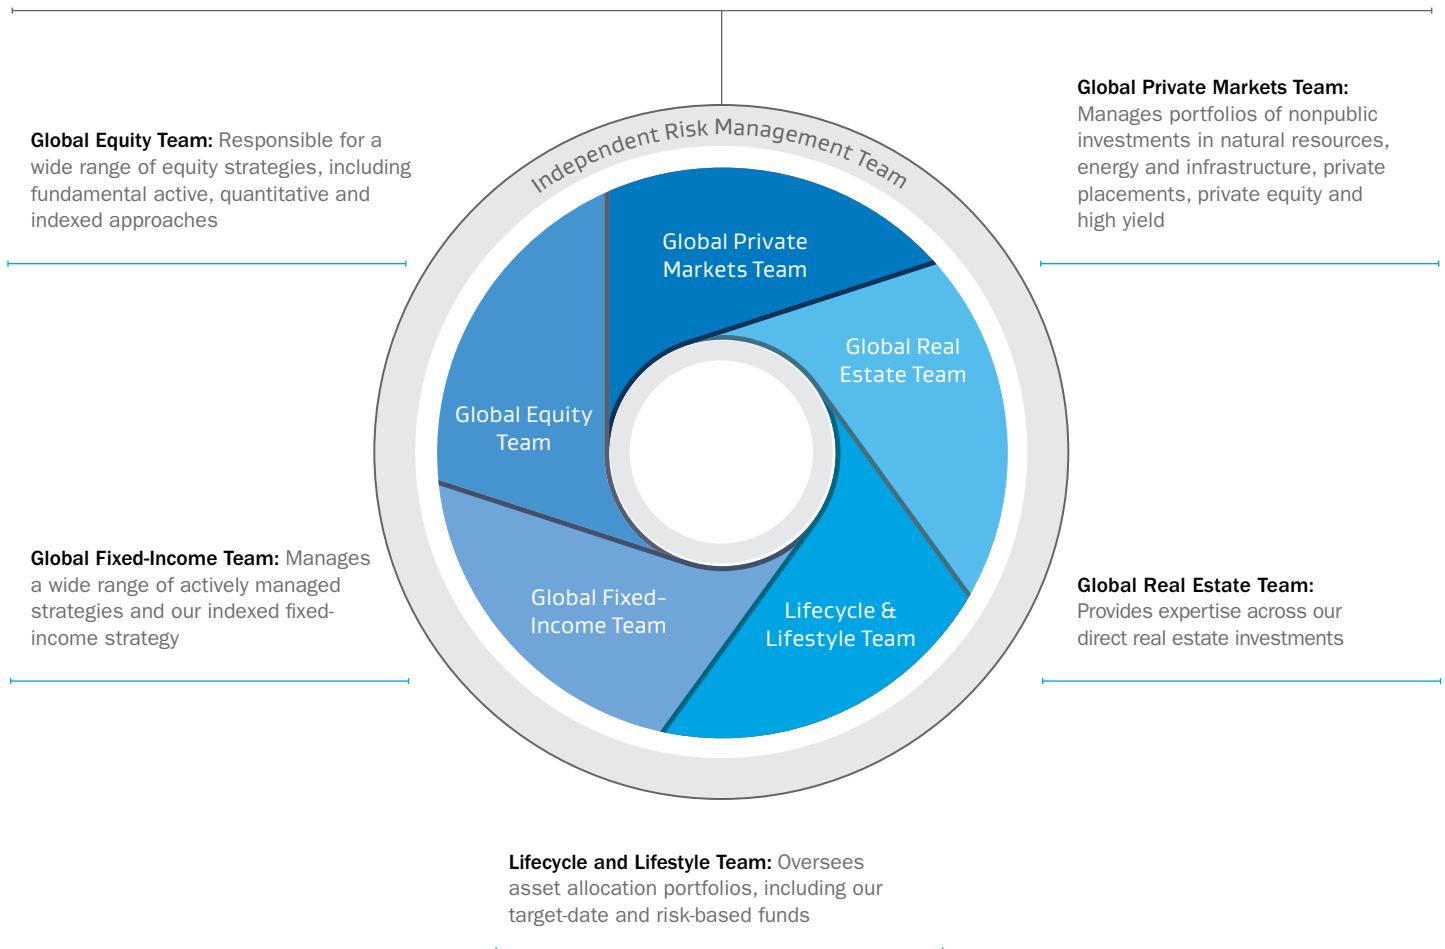 Global Equity Team: Responsible for a
wide range of equity strategies, including
fundamental active, quantitative and
indexed approaches
Global Private Markets Team:
Manages portfolios of nonpublic
investments in natural resources,
energy and infrastructure, private
placements, private equity and
high yield
Independent Risk Management Team
Global Private
Markets Team
Global Real
Estate Team
Global Equity
Team
Global Fixed-
Income Team
Lifecycle &
Lifestyle Team
Global Fixed-Income Team: Manages
a wide range of actively managed
strategies and our indexed fixed-
income strategy
Global Real Estate Team:
Provides expertise across our
direct real estate investments
Lifecycle and Lifestyle Team: Oversees
asset allocation portfolios, including our
target-date and risk-based funds